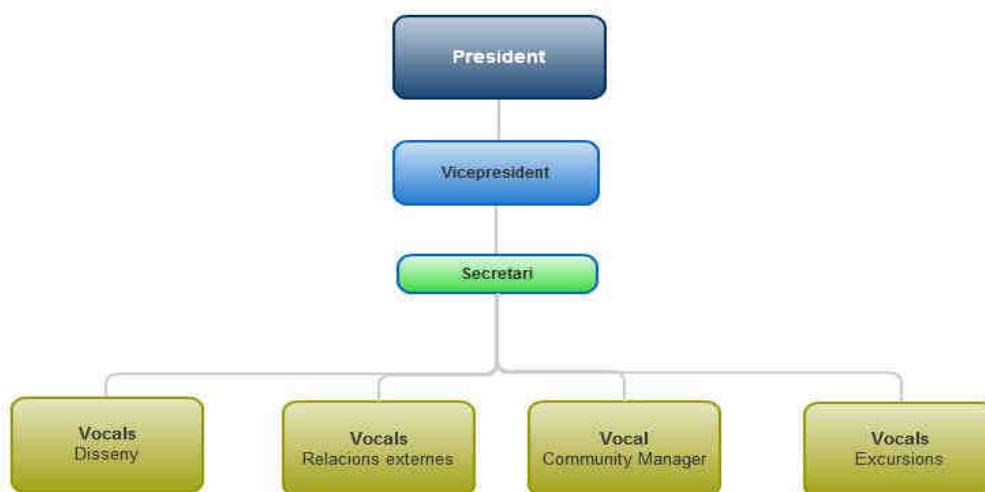 President
Vicepresident
Secretari
Vocals
Disseny
Vocals
Relacions externes
Vocal
Community Manager
Vocals
Excursions